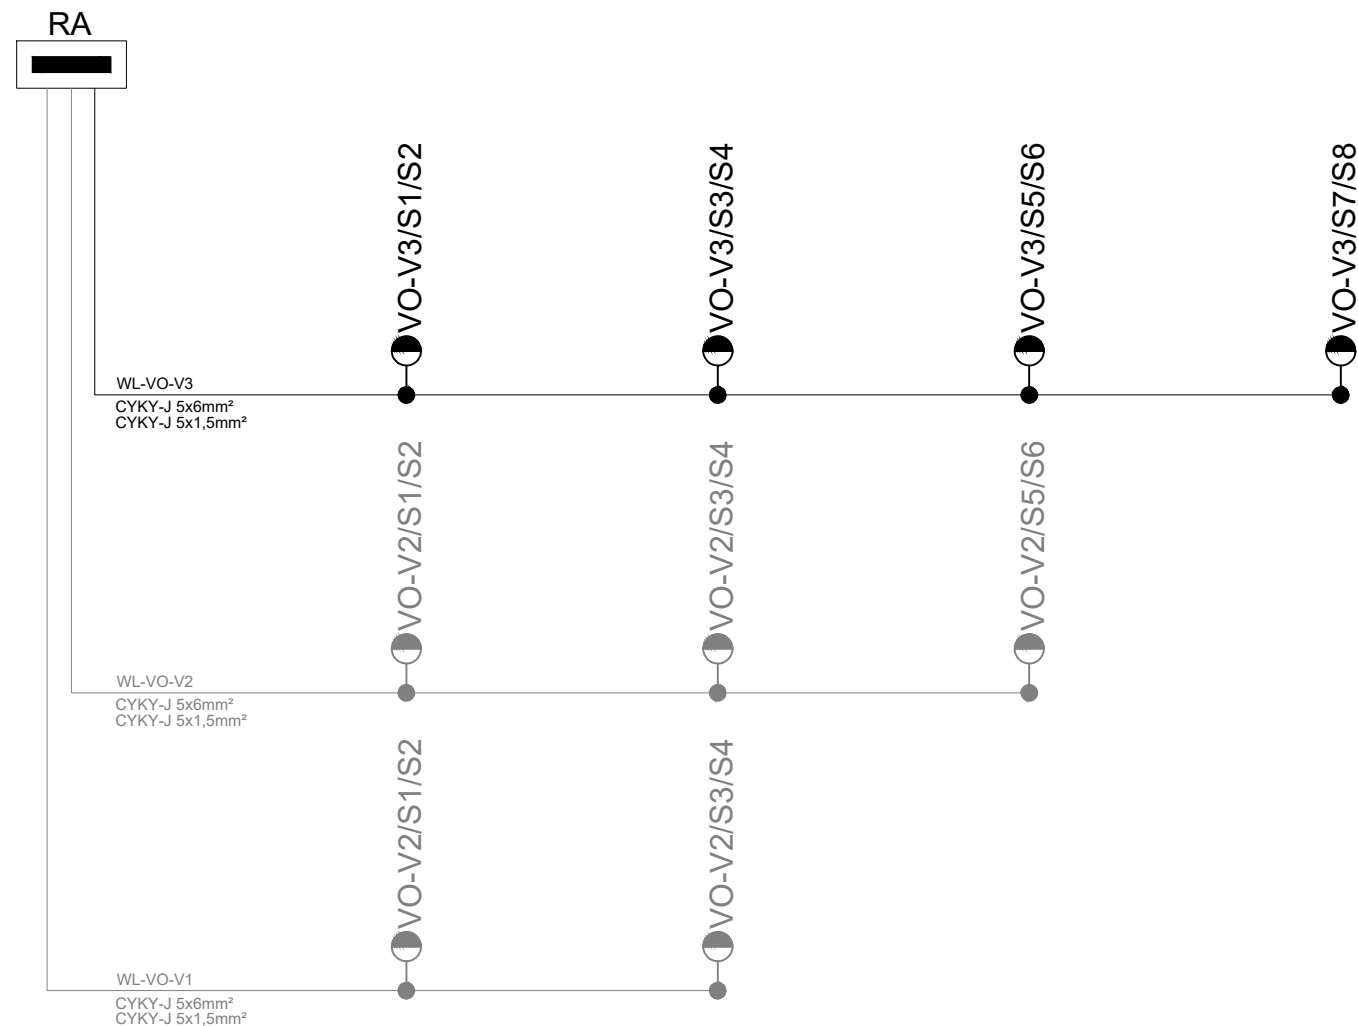 RA
VO-V3/S1/S2
VO-V3/S3/S4
VO-V3/S5/S6
VO-V3/S7/S8
WL-VO-V3
CYKY-J 5x6mm²
CYKY-J 5x1,5mm²
VO-V2/S1/S2
VO-V2/S3/S4
VO-V2/S5/S6
WL-VO-V2
CYKY-J 5x6mm²
CYKY-J 5x1,5mm²
VO-V2/S1/S2
VO-V2/S3/S4
WL-VO-V1
CYKY-J 5x6mm²
CYKY-J 5x1,5mm²